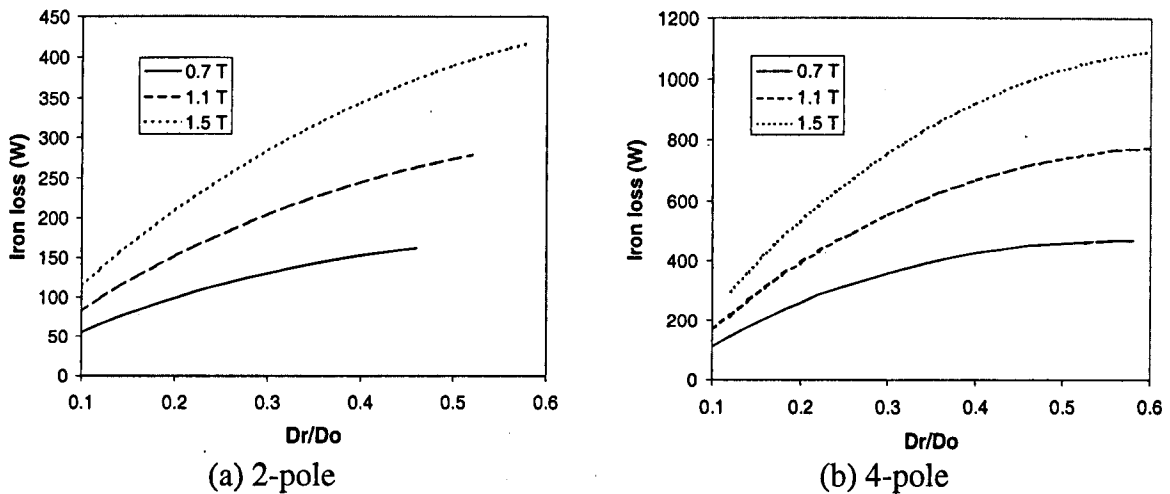 450
400
350
300
250
200
150
100
50
0
Iron loss (W)
0.7 T
1.1 T
1.5 T
0.1 0.2 0.3 0.4 0.5 0.6
Dr/Do
(a) 2-pole
1200
1000
800
600
400
200
0
Iron loss (W)
0.7 T
1.1 T
1.5 T
0.1 0.2 0.3 0.4 0.5 0.6
Dr/Do
(b) 4-pole